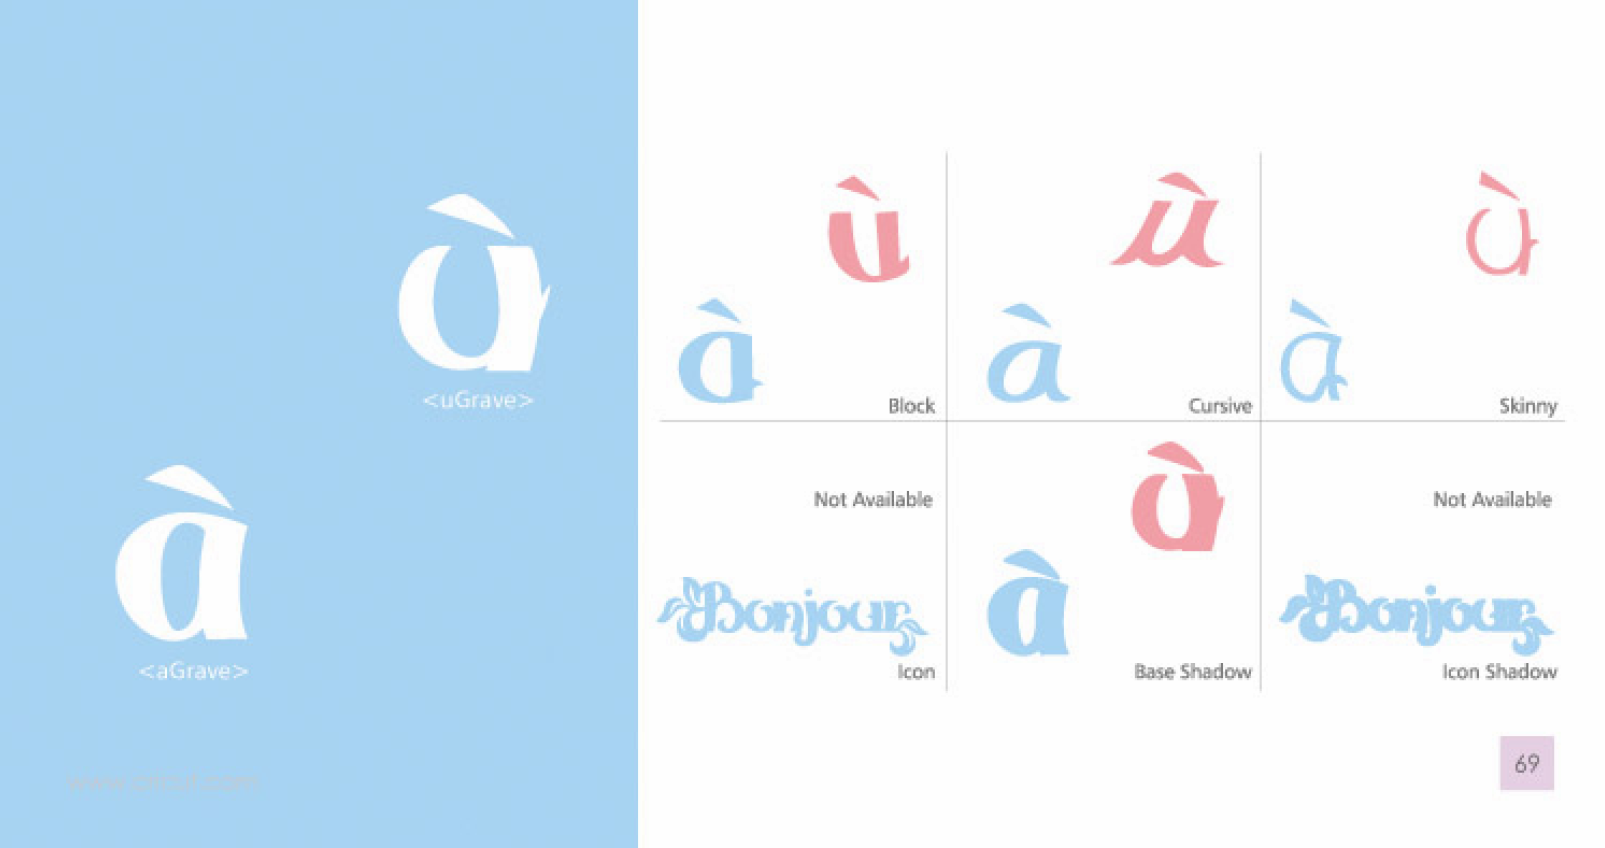 ù
<uGrave>
à
<aGrave>
ù
à
Block
ù
à
Cursive
ù
à
Skinny
Not Available
Bonjour
Icon
ù
à
Base Shadow
Not Available
Bonjour
Icon Shadow
69